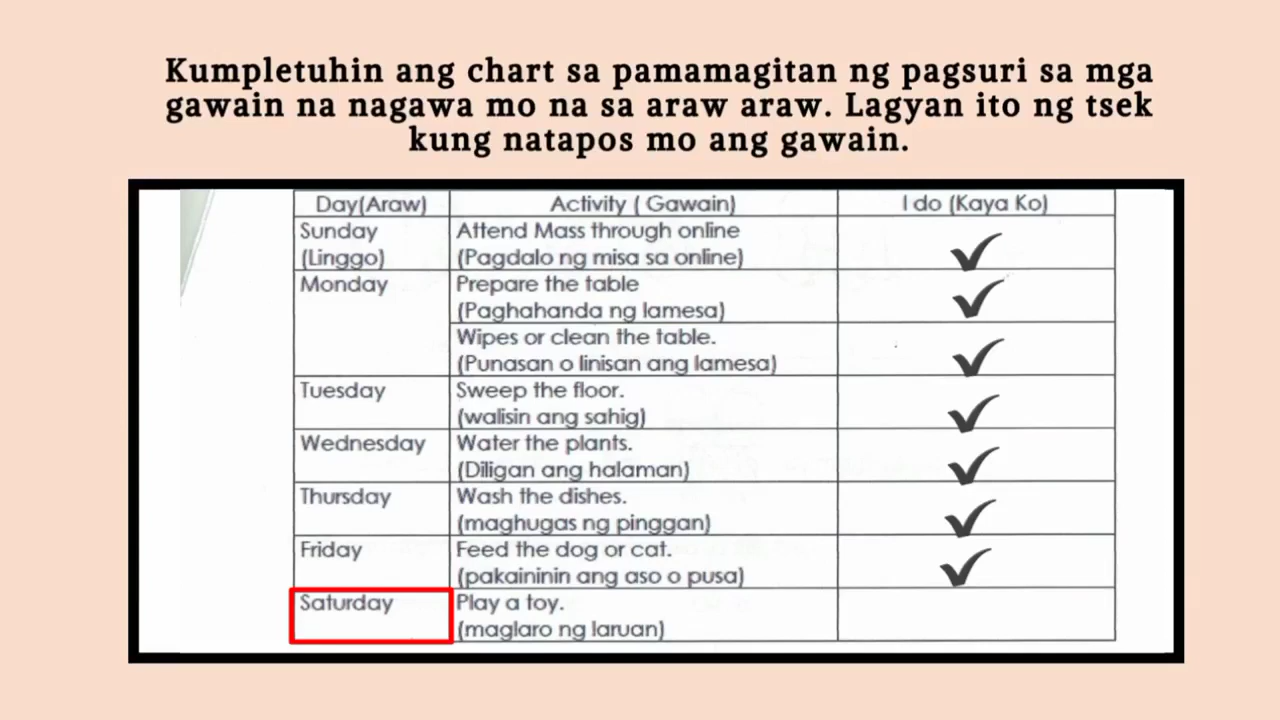 Kumpletuhin ang chart sa pamamagitan ng pagsuri sa mga
gawain na nagawa mo na sa araw araw. Lagyan ito ng tsek
kung natapos mo ang gawain.
Day(Araw) Activity ( Gawain) I do (Kaya Ko)
Sunday Attend Mass through online
(Linggo) (Pagdalo ng misa sa online)
Monday Prepare the table
(Paghahanda ng lamesa)
Wipes or clean the table.
(Punasan o linisan ang lamesa)
Tuesday Sweep the floor.
(walisin ang sahig)
Wednesday Water the plants.
(Diligan ang halaman)
Thursday Wash the dishes.
(maghugas ng pinggan)
Friday Feed the dog or cat.
(pakaininin ang aso o pusa)
Saturday Play a toy.
(maglaro ng laruan)